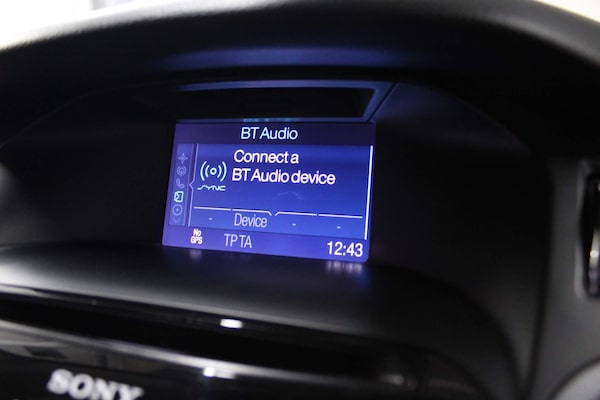 BT Audio
Connect a
BT Audio device
SYNC
- Device - -
No
GPS
TP TA
12:43
SONY